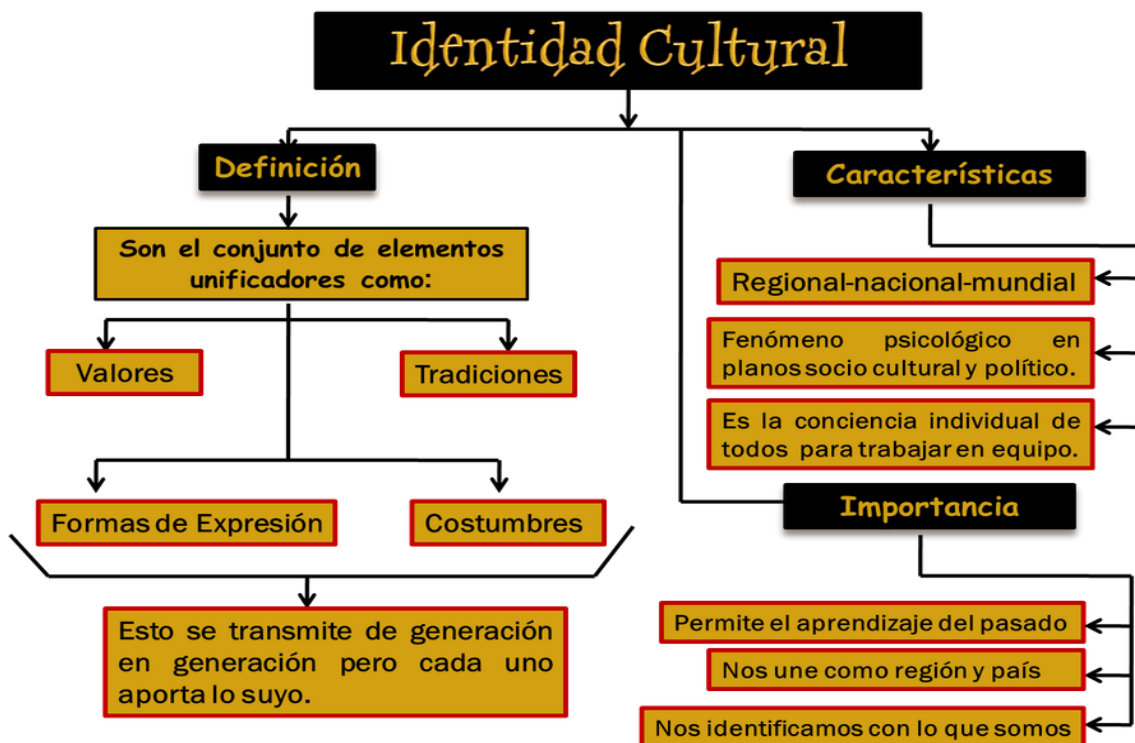 Identidad Cultural
Definición
Son el conjunto de elementos
unificadores como:
Valores
Tradiciones
Formas de Expresión
Costumbres
Esto se transmite de generación
en generación pero cada uno
aporta lo suyo.
Características
Regional-nacional-mundial
Fenómeno psicológico en
planos socio cultural y político.
Es la conciencia individual de
todos para trabajar en equipo.
Importancia
Permite el aprendizaje del pasado
Nos une como región y país
Nos identificamos con lo que somos